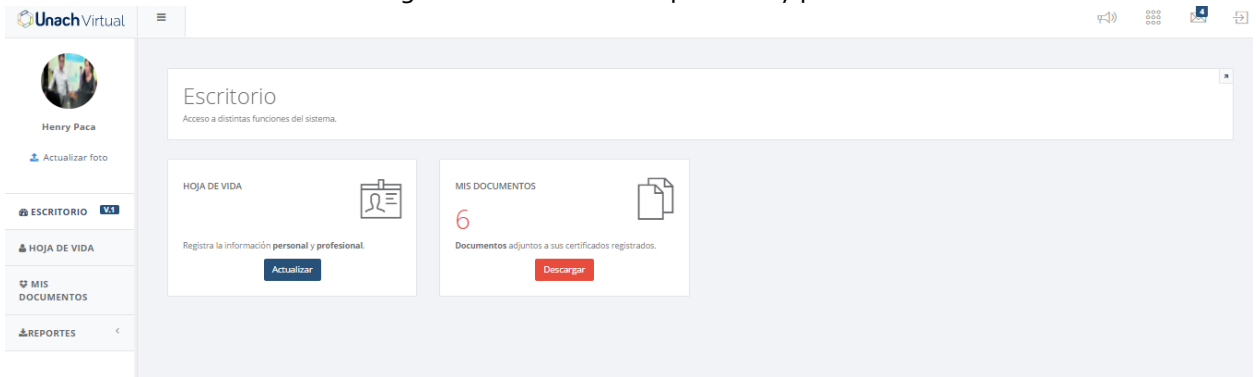 Unach Virtual
4
Henry Paca
Actualizar foto
ESCRITORIO V.1
HOJA DE VIDA
MIS
DOCUMENTOS
REPORTES
Escritorio
Acceso a distintas funciones del sistema.
HOJA DE VIDA
Registra la información personal y profesional.
Actualizar
MIS DOCUMENTOS
6
Documentos adjuntos a sus certificados registrados.
Descargar